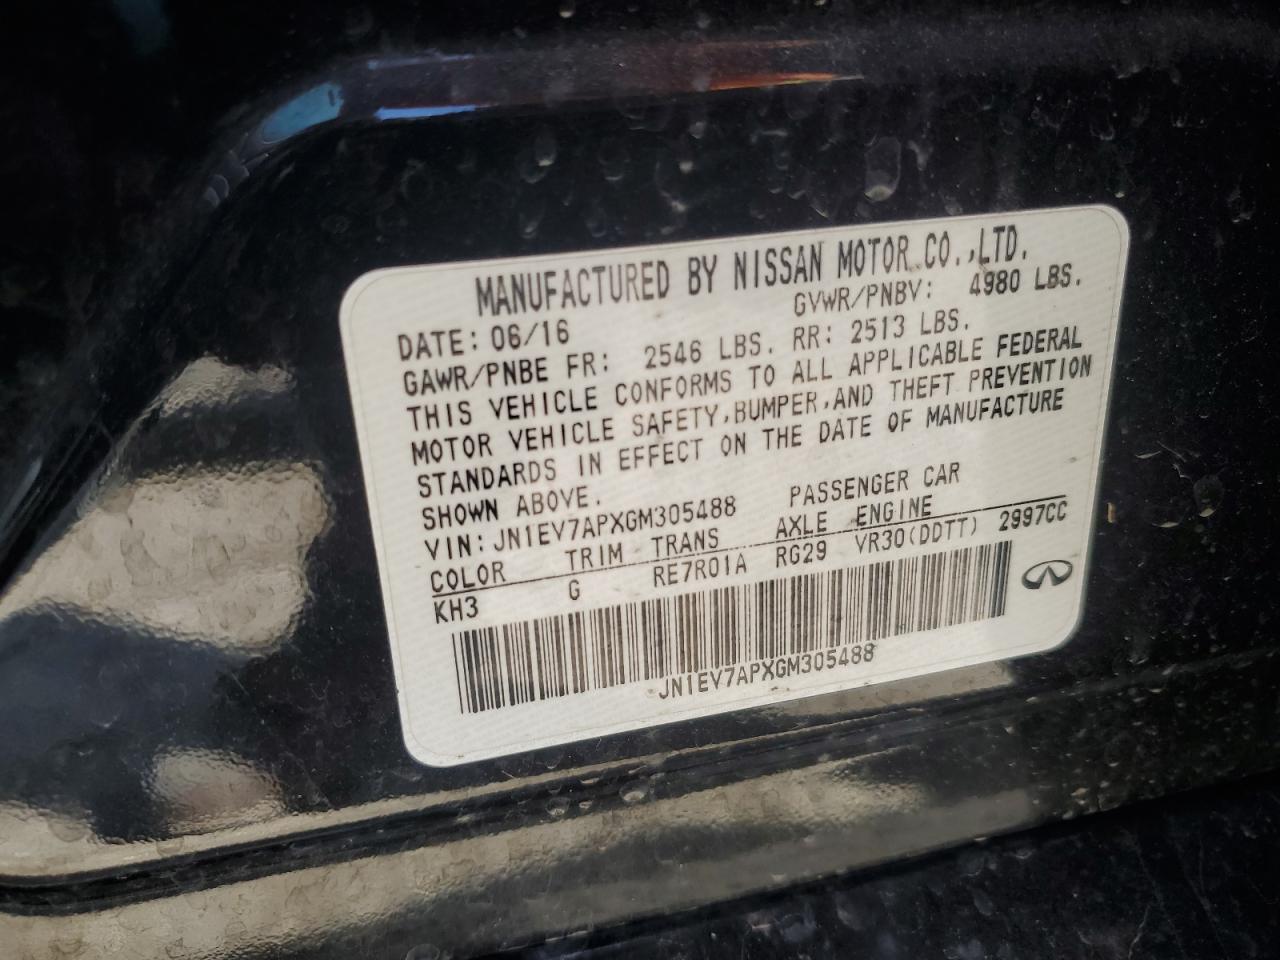 MANUFACTURED BY NISSAN MOTOR CO.,LTD.
DATE: 06/16 GVWR/PNBV: 4980 LBS.
GAWR/PNBE FR: 2546 LBS. RR: 2513 LBS.
THIS VEHICLE CONFORMS TO ALL APPLICABLE FEDERAL
MOTOR VEHICLE SAFETY,BUMPER,AND THEFT PREVENTION
STANDARDS IN EFFECT ON THE DATE OF MANUFACTURE
SHOWN ABOVE.
VIN:JN1EV7APXGM305488 PASSENGER CAR
COLOR TRIM TRANS AXLE ENGINE
KH3 G RE7R01A RG29 VR30(DDTT) 2997CC
JN1EV7APXGM305488